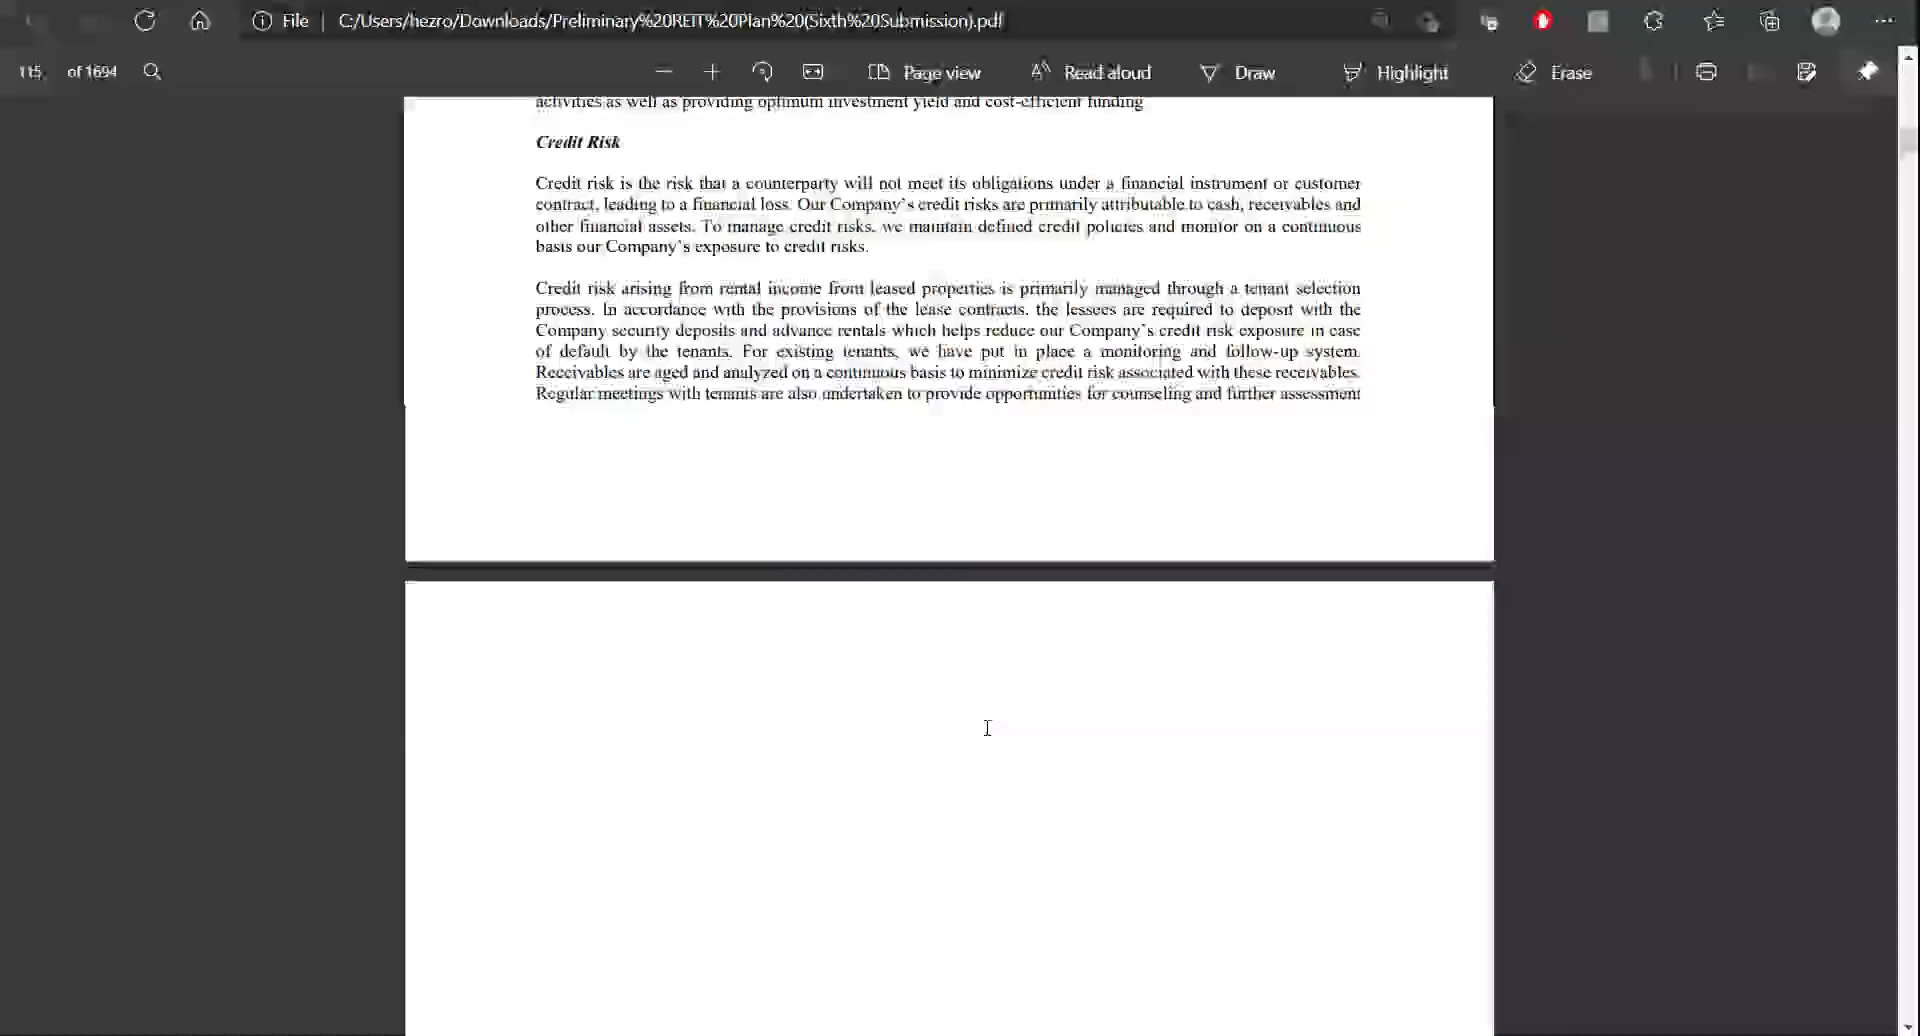 File
C:/Users/hezro/Downloads/Preliminary%20REIT%20Plan%20(Sixth%20Submission).pdf
115 of 1694
Page view
Read aloud
Draw
Highlight
Erase
activities as well as providing optimum investment yield and cost-efficient funding
Credit Risk
Credit risk is the risk that a counterparty will not meet its obligations under a financial instrument or customer
contract, leading to a financial loss. Our Company's credit risks are primarily attributable to cash, receivables and
other financial assets. To manage credit risks, we maintain defined credit policies and monitor on a continuous
basis our Company's exposure to credit risks.
Credit risk arising from rental income from leased properties is primarily managed through a tenant selection
process. In accordance with the provisions of the lease contracts, the lessees are required to deposit with the
Company security deposits and advance rentals which helps reduce our Company's credit risk exposure in case
of default by the tenants. For existing tenants, we have put in place a monitoring and follow-up system.
Receivables are aged and analyzed on a continuous basis to minimize credit risk associated with these receivables.
Regular meetings with tenants are also undertaken to provide opportunities for counseling and further assessment